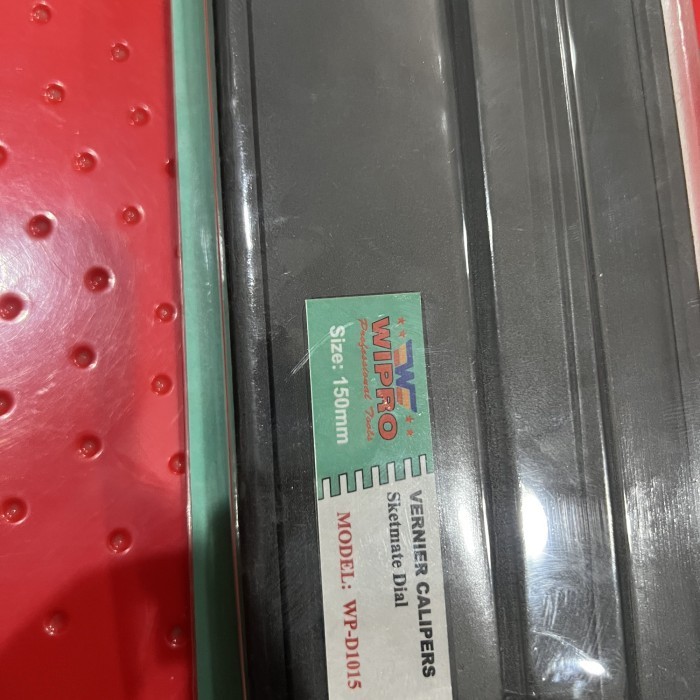 W
WIPRO
Professional Tools
Size: 150mm
VERNIER CALIPERS
Sketmate Dial
MODEL: WP-D1015